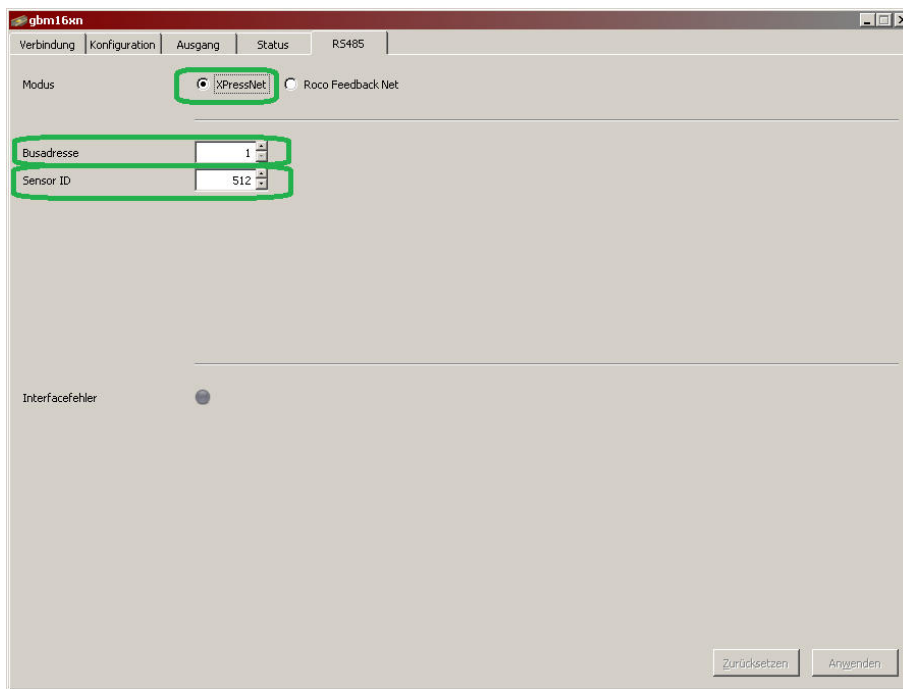 gbm16xn
Verbindung Konfiguration Ausgang Status RS485
Modus XPressNet Roco Feedback Net
Busadresse 1
Sensor ID 512
Interfacefehler
Zurücksetzen Anwenden